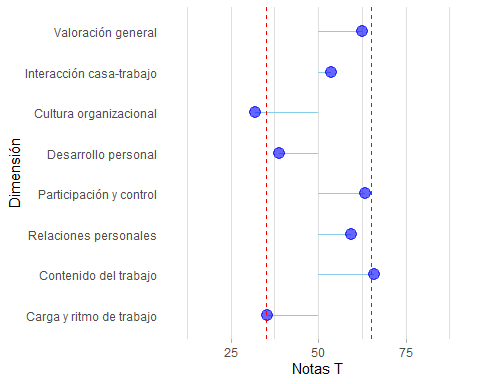 Valoración general
Interacción casa-trabajo
Cultura organizacional
Desarrollo personal
Participación y control
Relaciones personales
Contenido del trabajo
Carga y ritmo de trabajo
Dimensión
25 50 75
Notas T